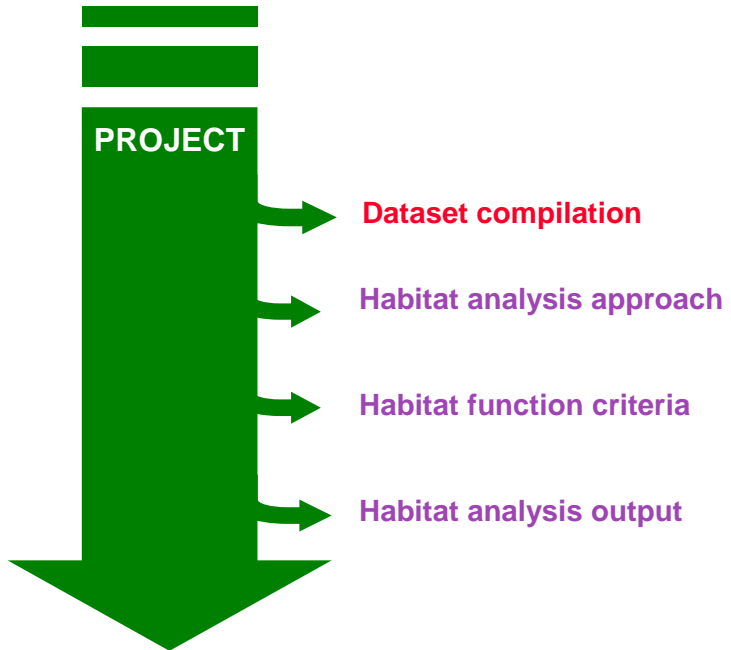 PROJECT
Dataset compilation
Habitat analysis approach
Habitat function criteria
Habitat analysis output